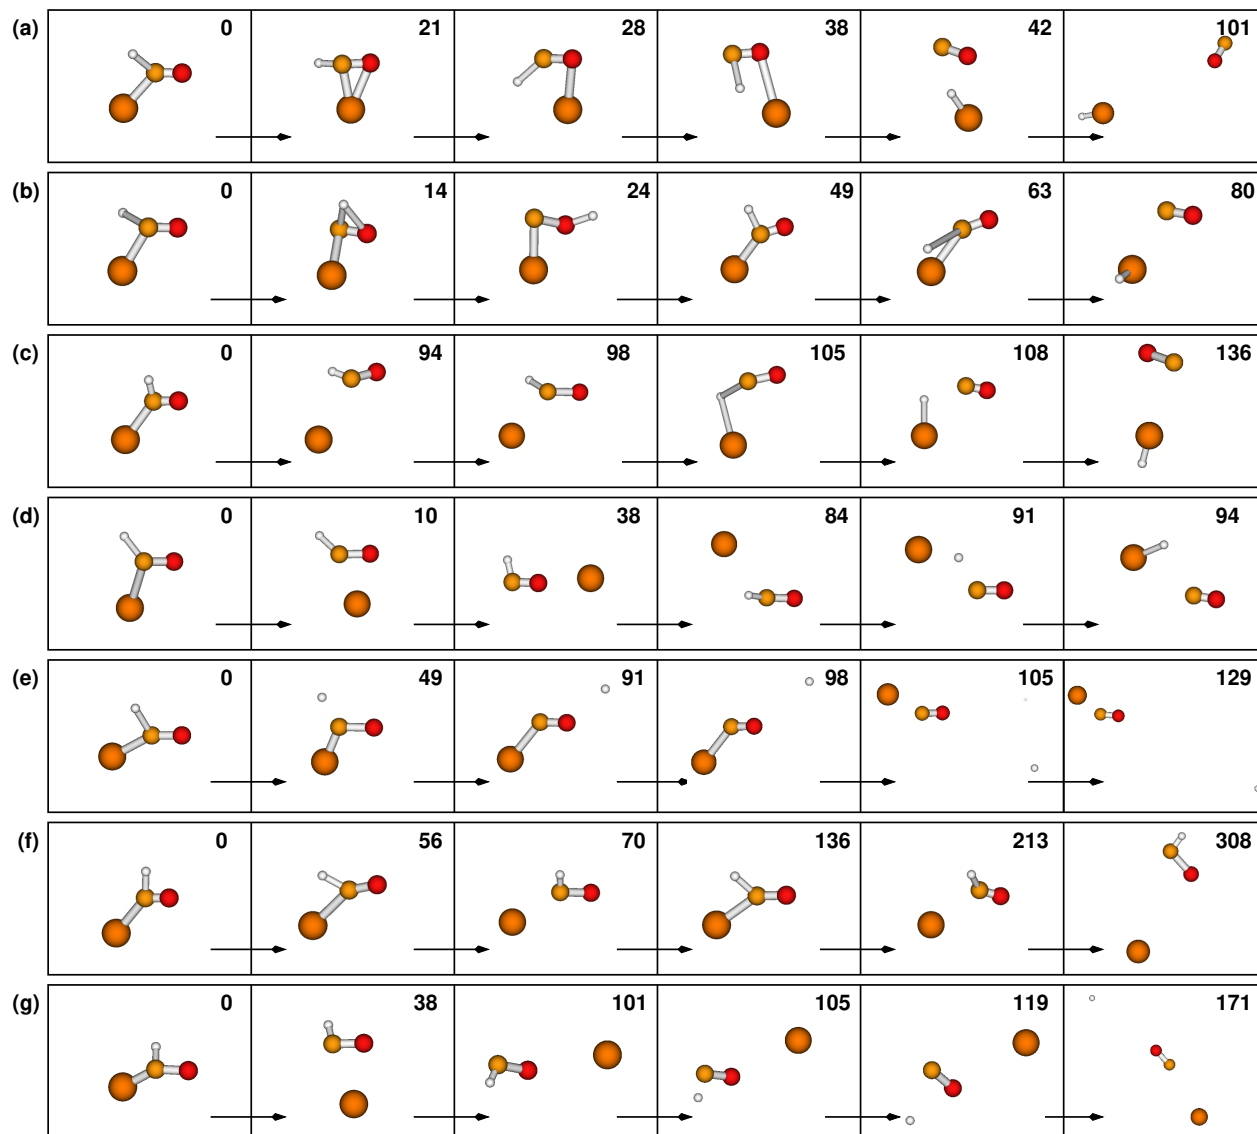 (a) 0 21 28 38 42 101
(b) 0 14 24 49 63 80
(c) 0 94 98 105 108 136
(d) 0 10 38 84 91 94
(e) 0 49 91 98 105 129
(f) 0 56 70 136 213 308
(g) 0 38 101 105 119 171